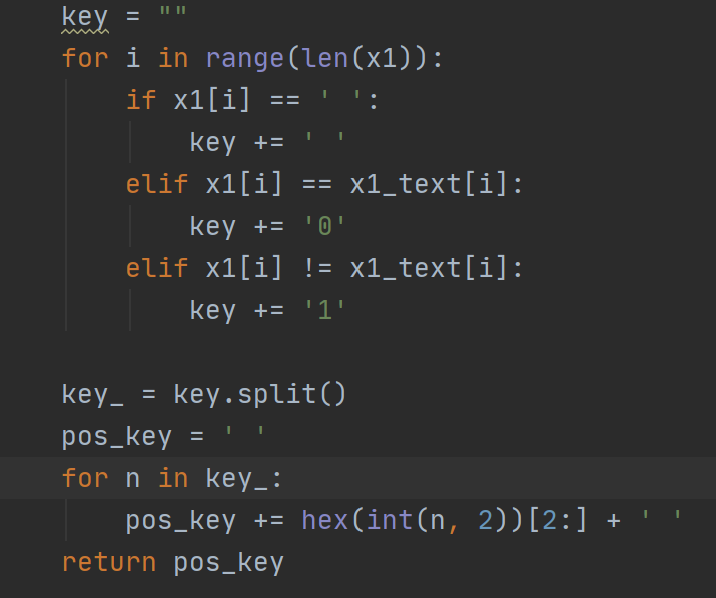 key = ""
for i in range(len(x1)):
    if x1[i] == ' ':
        key += ' '
    elif x1[i] == x1_text[i]:
        key += '0'
    elif x1[i] != x1_text[i]:
        key += '1'

key_ = key.split()
pos_key = ' '
for n in key_:
    pos_key += hex(int(n, 2))[2:] + ' '
return pos_key